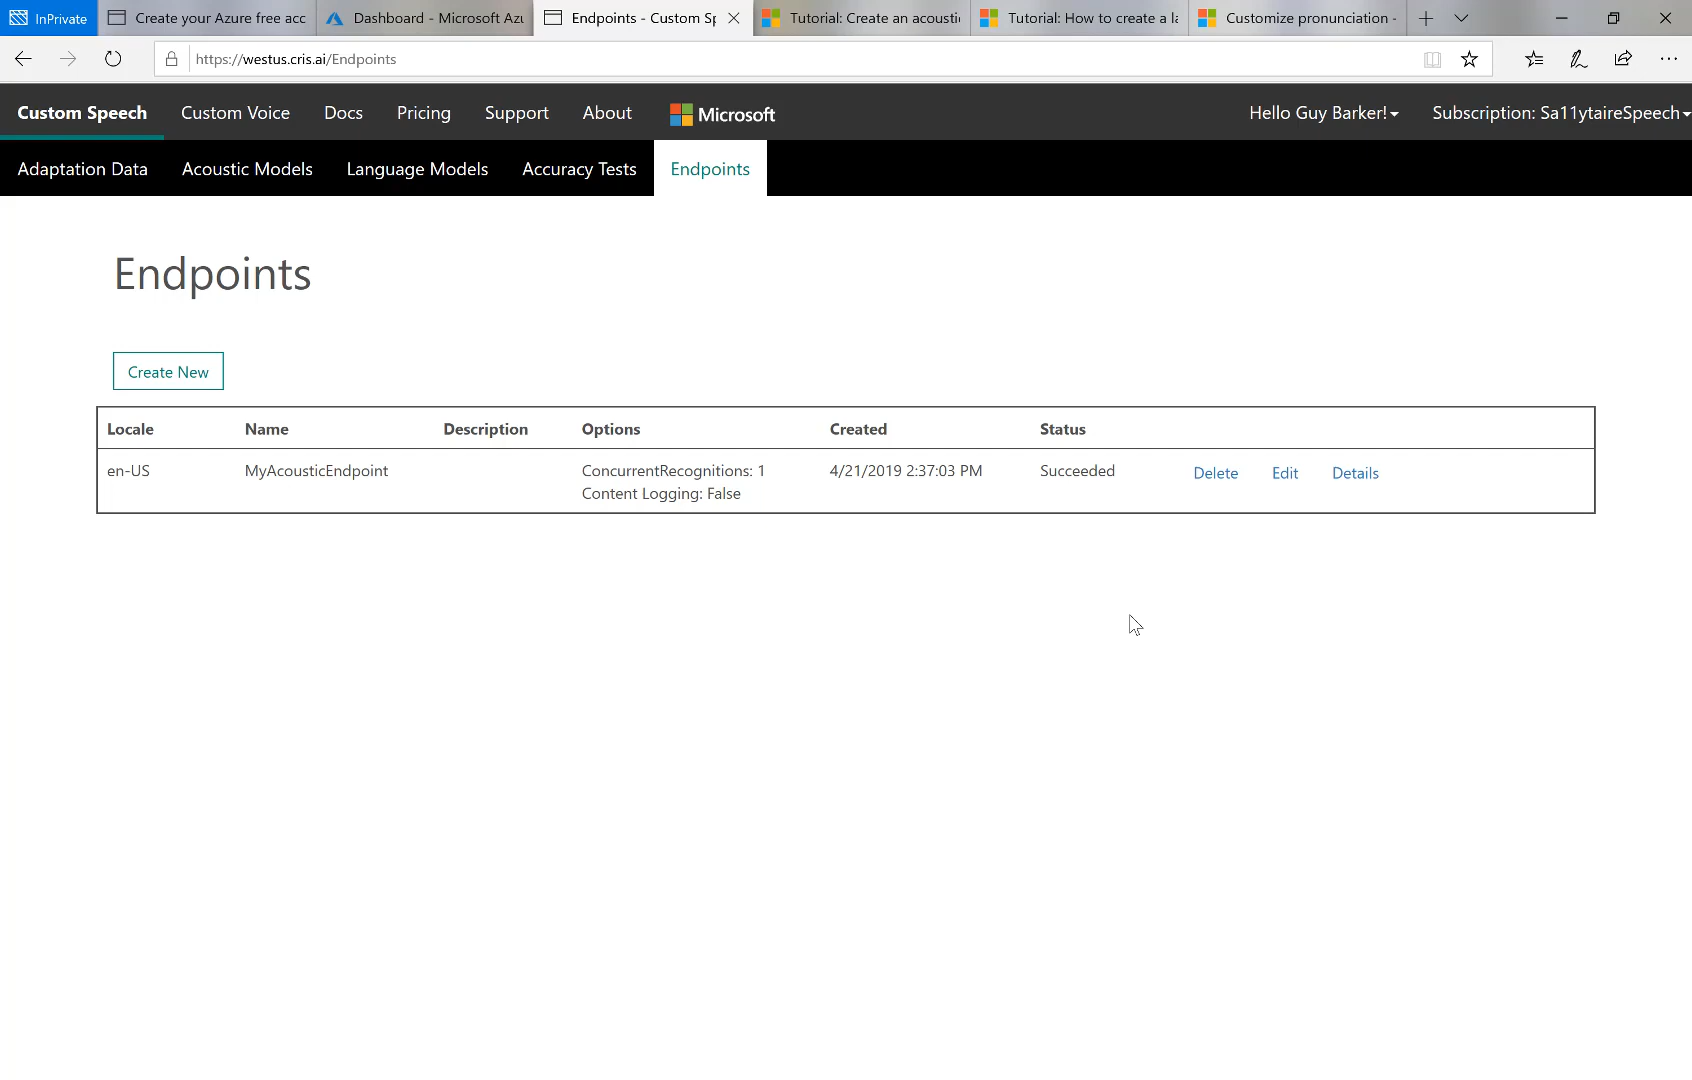 InPrivate Create your Azure free acc Dashboard - Microsoft Azu Endpoints - Custom Sp Tutorial: Create an acousti Tutorial: How to create a la Customize pronunciation -
https://westus.cris.ai/Endpoints
Custom Speech Custom Voice Docs Pricing Support About Microsoft Hello Guy Barker! Subscription: Sa11ytaireSpeech
Adaptation Data Acoustic Models Language Models Accuracy Tests Endpoints
Endpoints
Create New
Locale Name Description Options Created Status
en-US MyAcousticEndpoint ConcurrentRecognitions: 1 4/21/2019 2:37:03 PM Succeeded Delete Edit Details
Content Logging: False